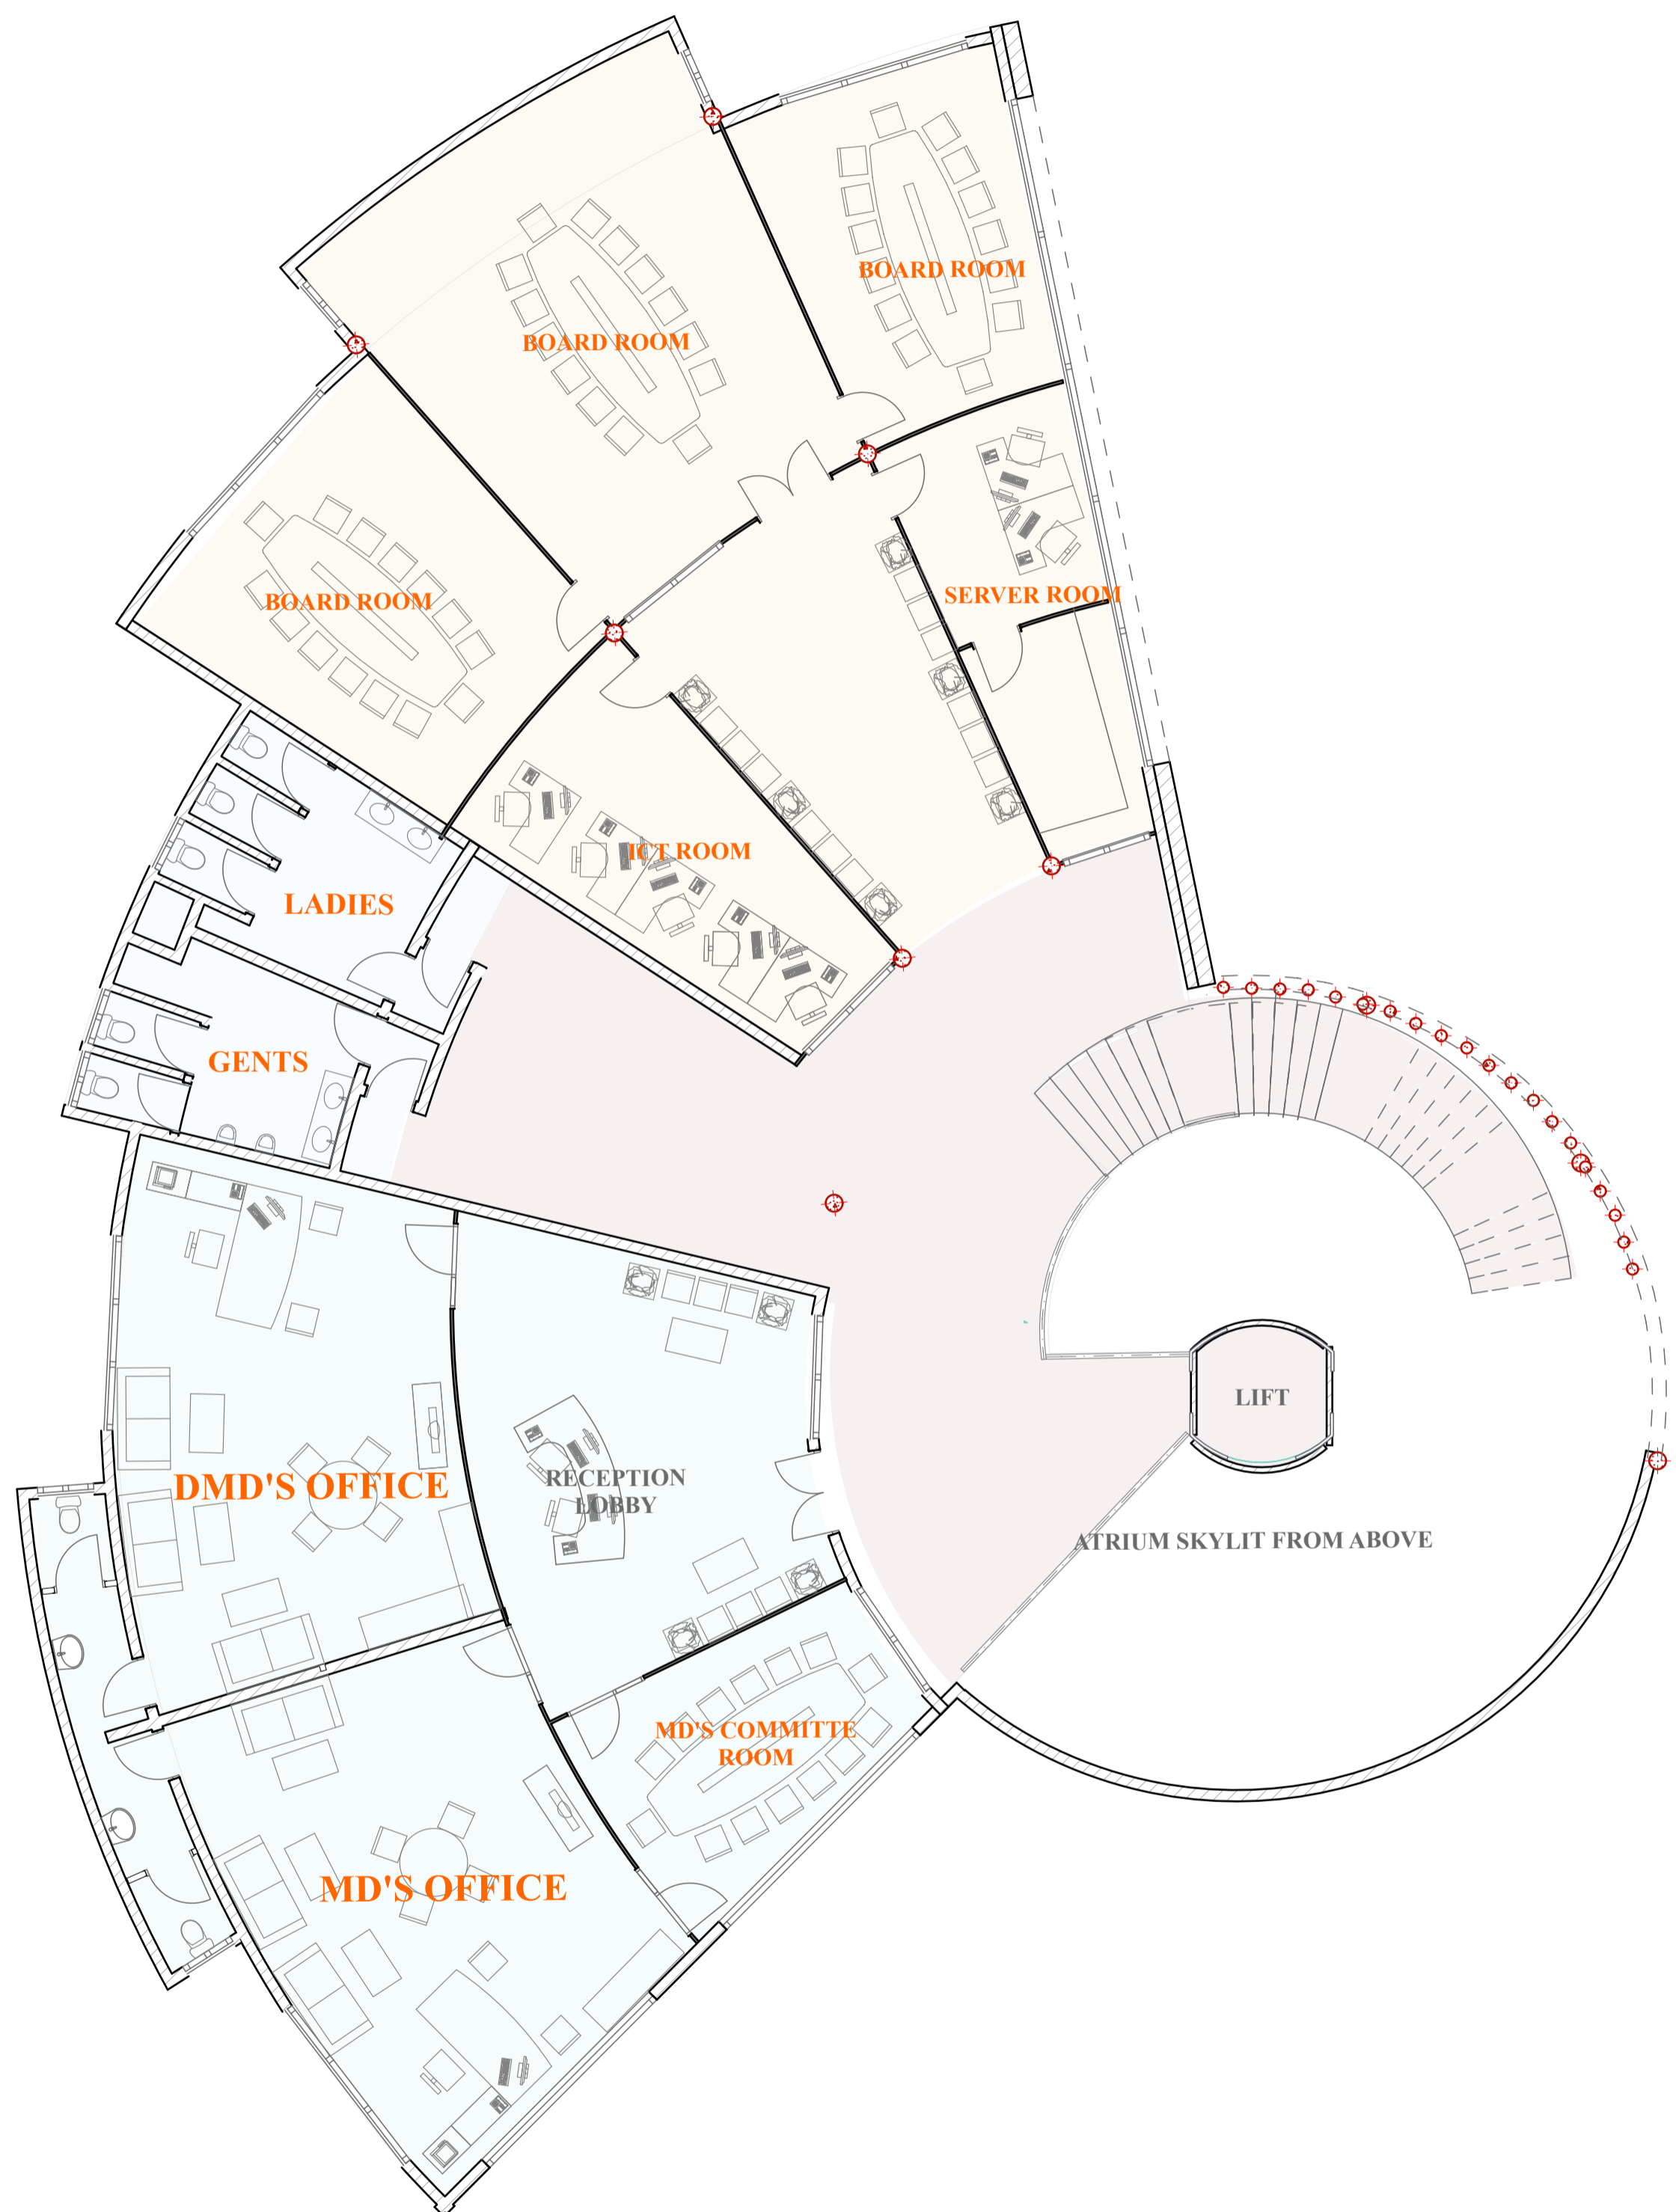 BOARD ROOM
BOARD ROOM
BOARD ROOM
SERVER ROOM
ICT ROOM
LADIES
GENTS
LIFT
DMD'S OFFICE
RECEPTION
LOBBY
ATRIUM SKYLIT FROM ABOVE
MD'S COMMITTE
ROOM
MD'S OFFICE